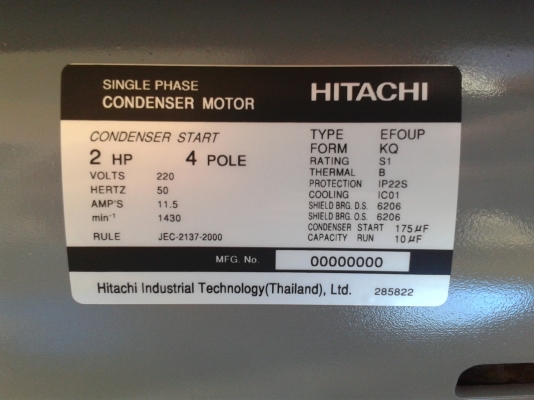 SINGLE PHASE
CONDENSER MOTOR
HITACHI
CONDENSER START
2 HP 4 POLE
VOLTS 220
HERTZ 50
AMP'S 11.5
min⁻¹ 1430
RULE JEC-2137-2000
TYPE EFOUP
FORM KQ
RATING S1
THERMAL B
PROTECTION IP22S
COOLING IC01
SHIELD BRG. D.S. 6206
SHIELD BRG. O.S. 6206
CONDENSER START 175µF
CAPACITY RUN 10µF
MFG. No. 00000000
Hitachi Industrial Technology(Thailand), Ltd. 285822